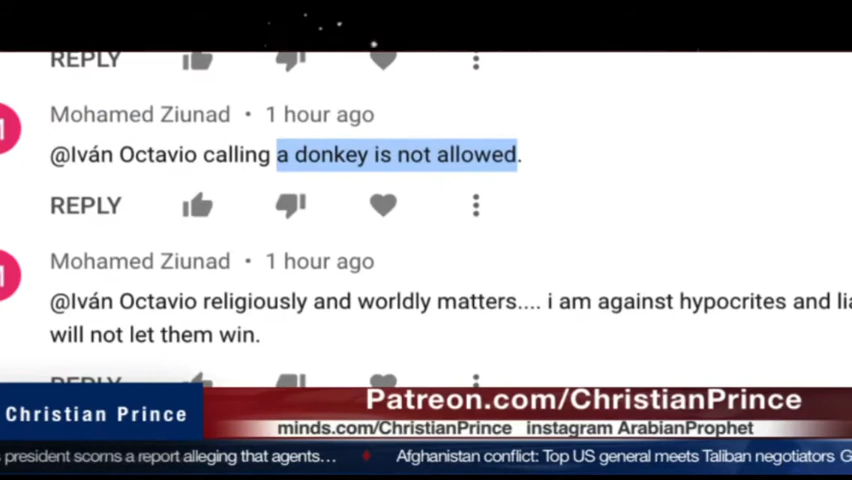 REPLY
Mohamed Ziunad • 1 hour ago
@Iván Octavio calling a donkey is not allowed.
REPLY
Mohamed Ziunad • 1 hour ago
@Iván Octavio religiously and worldly matters.... i am against hypocrites and
will not let them win.
REPLY
Christian Prince
Patreon.com/ChristianPrince
minds.com/ChristianPrince instagram ArabianProphet
president scorns a report alleging that agents... Afghanistan conflict: Top US general meets Taliban negotiators